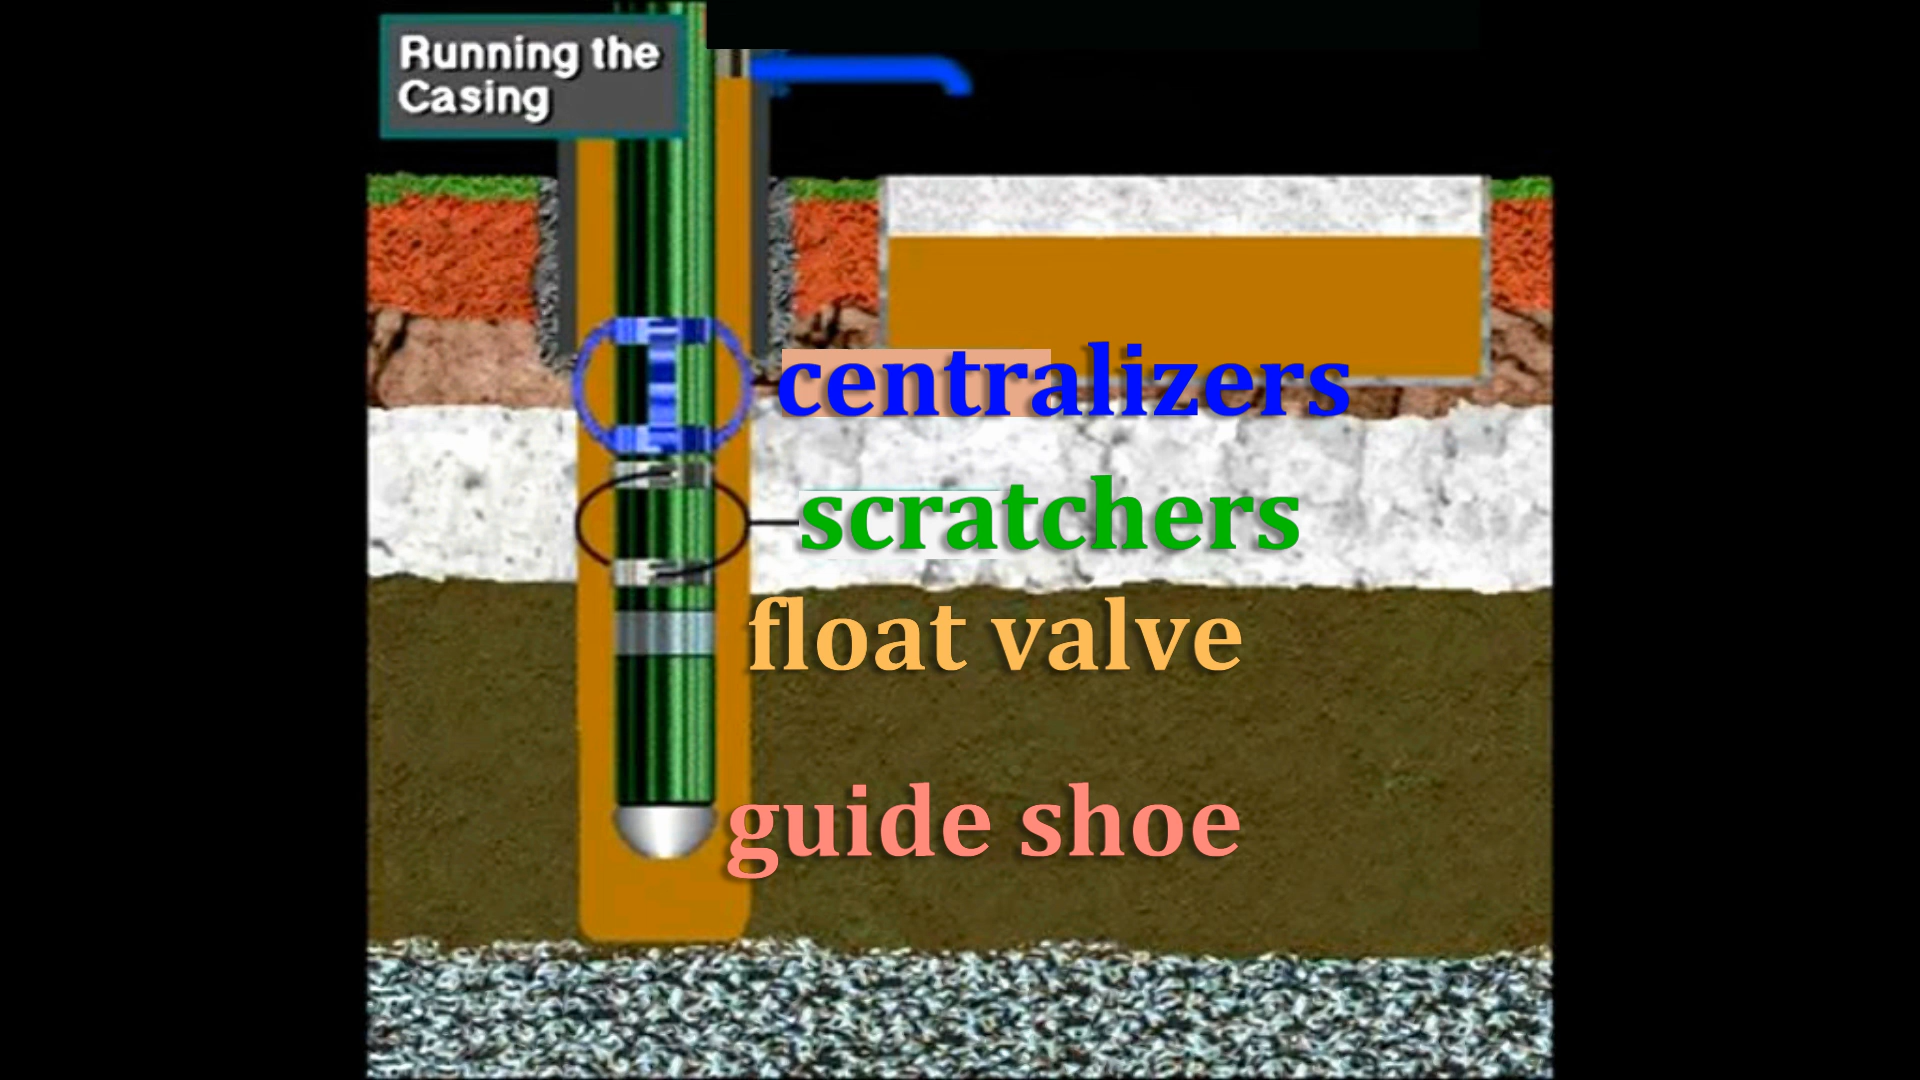 Running the
Casing
centralizers
scratchers
float valve
guide shoe